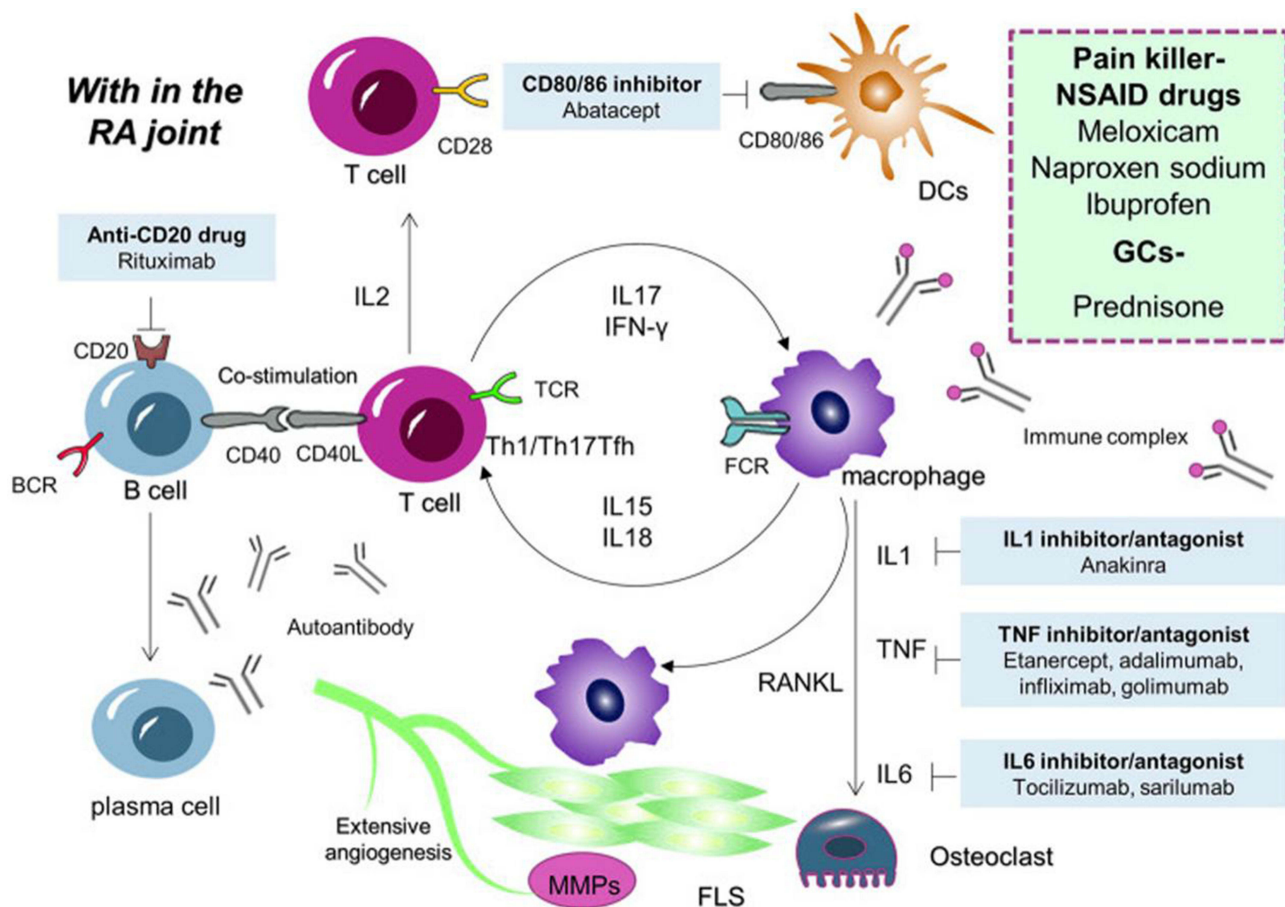 With in the
RA joint
T cell
CD28
CD80/86 inhibitor
Abatacept
CD80/86
DCs
Pain killer-
NSAID drugs
Meloxicam
Naproxen sodium
Ibuprofen
GCs-
Prednisone
Anti-CD20 drug
Rituximab
CD20
BCR
B cell
Co-stimulation
CD40
CD40L
IL2
TCR
Th1/Th17Tfh
T cell
IL17
IFN-γ
IL15
IL18
FCR
macrophage
Immune complex
IL1
IL1 inhibitor/antagonist
Anakinra
TNF
TNF inhibitor/antagonist
Etanercept, adalimumab,
infliximab, golimumab
RANKL
IL6
IL6 inhibitor/antagonist
Tocilizumab, sarilumab
Autoantibody
plasma cell
Extensive
angiogenesis
MMPs
FLS
Osteoclast